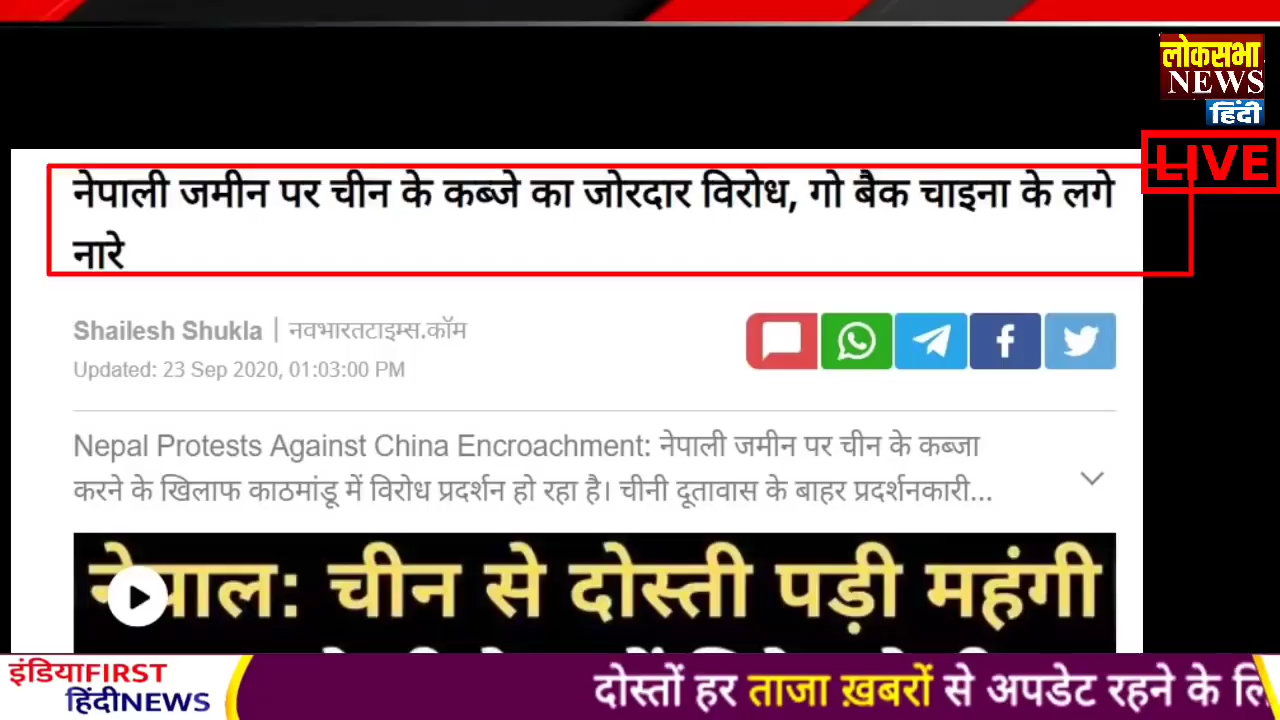 लोकसभा
NEWS
हिंदी
LIVE
नेपाली जमीन पर चीन के कब्जे का जोरदार विरोध, गो बैक चाइना के लगे
नारे
Shailesh Shukla | नवभारतटाइम्स.कॉम
Updated: 23 Sep 2020, 01:03:00 PM
Nepal Protests Against China Encroachment: नेपाली जमीन पर चीन के कब्जा
करने के खिलाफ काठमांडू में विरोध प्रदर्शन हो रहा है। चीनी दूतावास के बाहर प्रदर्शनकारी...
नेपाल: चीन से दोस्ती पड़ी महंगी
इंडियाFIRST
हिंदीNEWS
दोस्तों हर ताजा ख़बरों से अपडेट रहने के